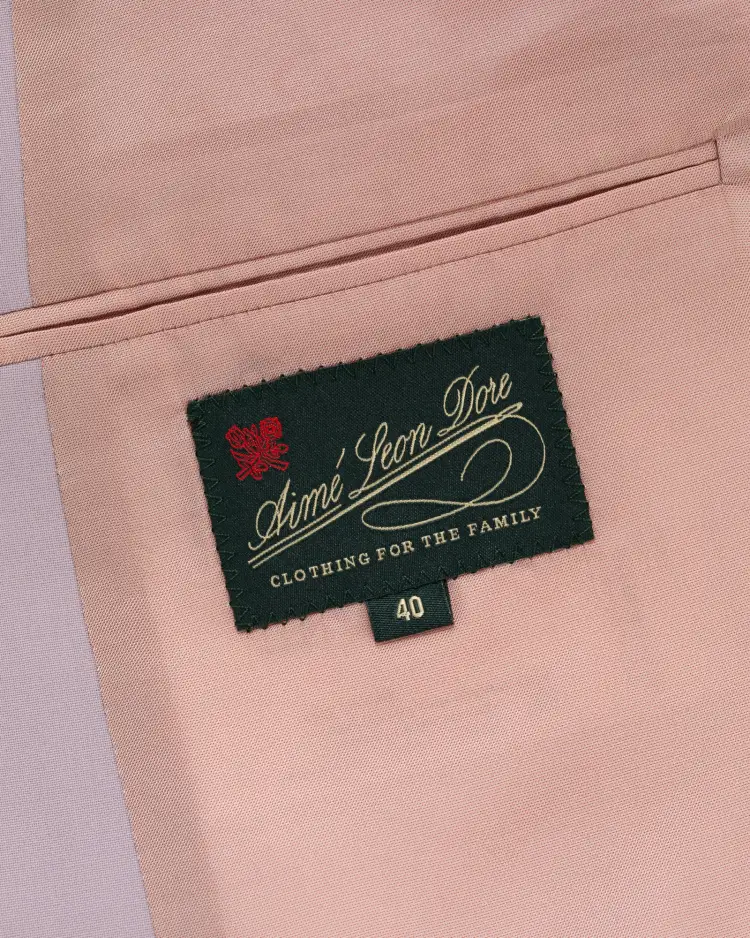 Aimé Leon Dore
CLOTHING FOR THE FAMILY
40